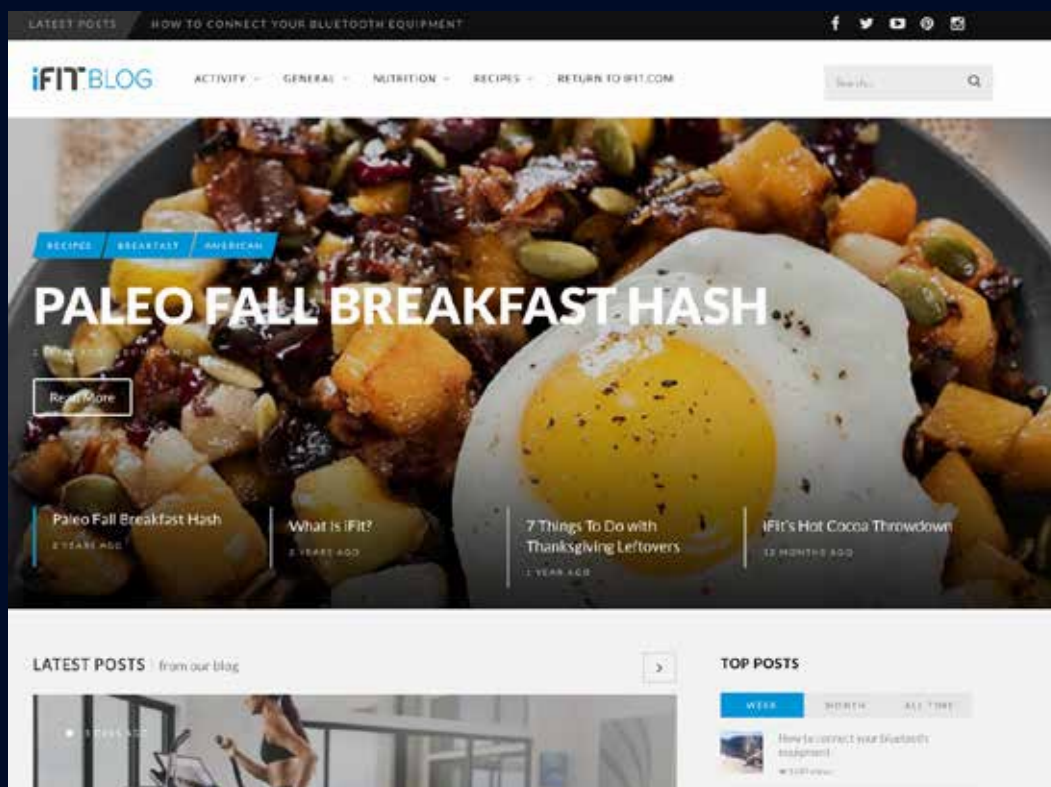 LATEST POSTS HOW TO CONNECT YOUR BLUETOOTH EQUIPMENT
iFIT BLOG ACTIVITY GENERAL NUTRITION RECIPES RETURN TO IFIT.COM Search...
RECIPES BREAKFAST AMERICAN
PALEO FALL BREAKFAST HASH
Read More
Paleo Fall Breakfast Hash
2 YEARS AGO
What is iFit?
2 YEARS AGO
7 Things To Do with
Thanksgiving Leftovers
1 YEAR AGO
iFit's Hot Cocoa Throwdown
12 MONTHS AGO
LATEST POSTS from our blog
TOP POSTS
WEEK MONTH ALL TIME
YEARS AGO
How to connect your bluetooth
equipment
views